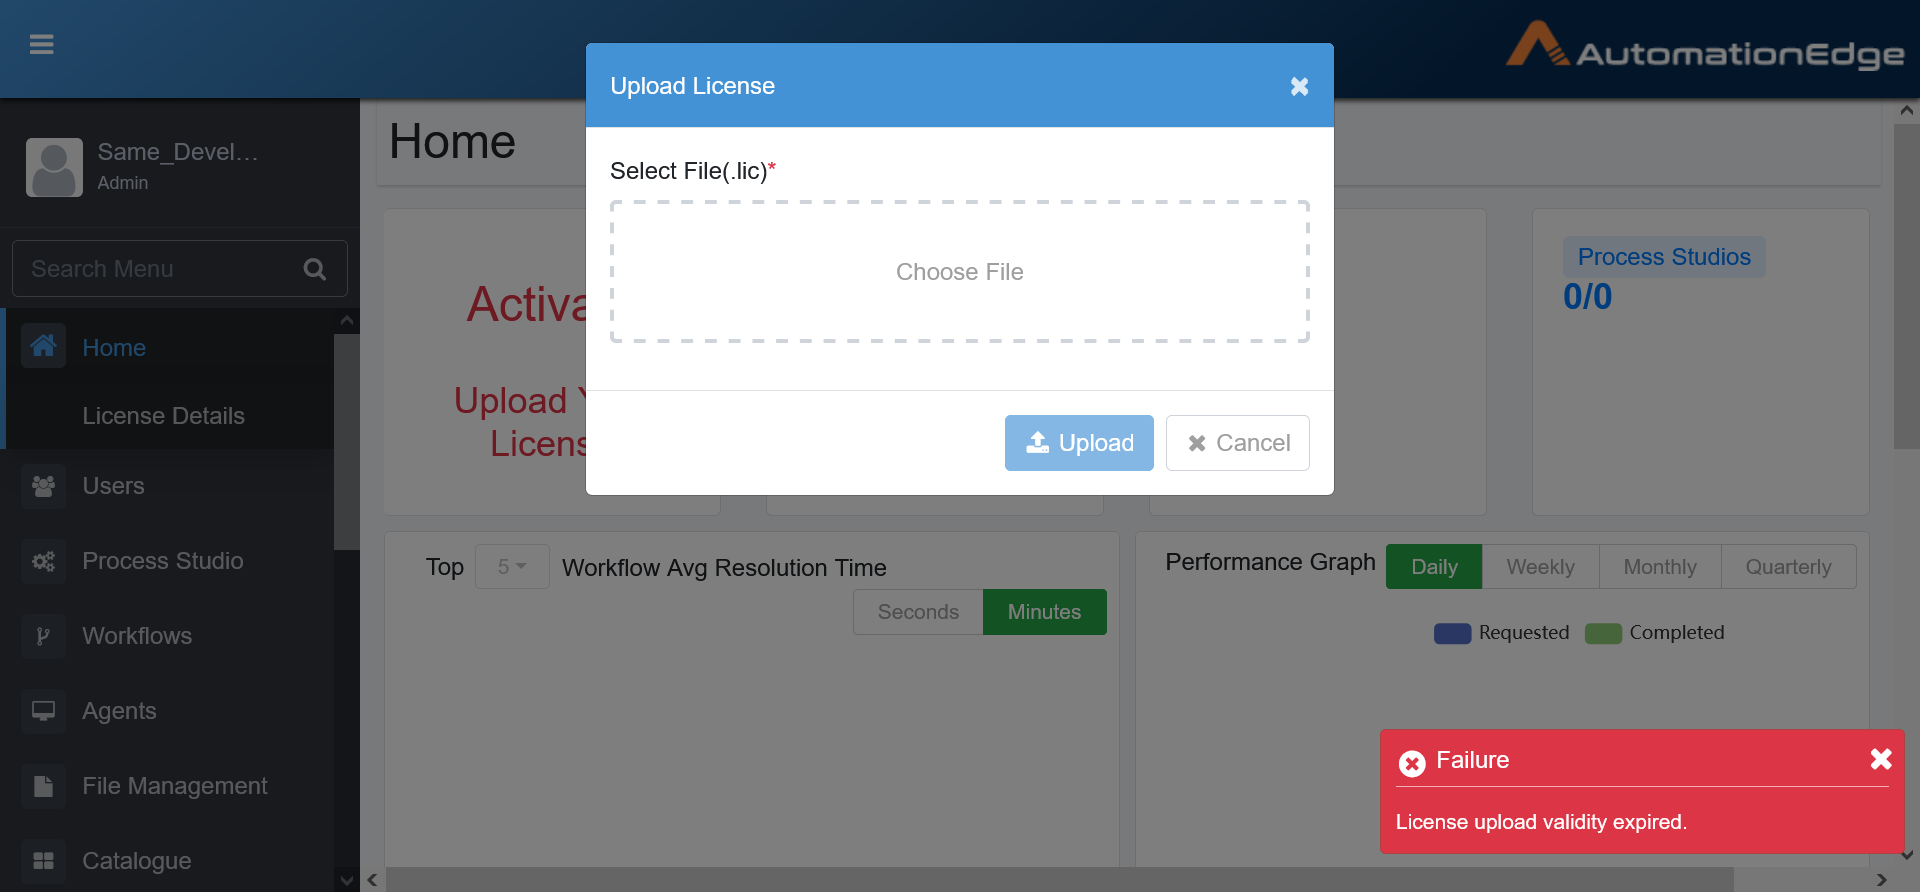 AutomationEdge
Upload License
Same_Devel...
Admin
Home
Select File(.lic)*
Choose File
Search Menu
Process Studios
0/0
Activa
Upload
Licens
Upload
Cancel
Home
License Details
Users
Process Studio
Workflows
Agents
File Management
Catalogue
Top 5 Workflow Avg Resolution Time
Seconds Minutes
Performance Graph Daily Weekly Monthly Quarterly
Requested Completed
Failure
License upload validity expired.